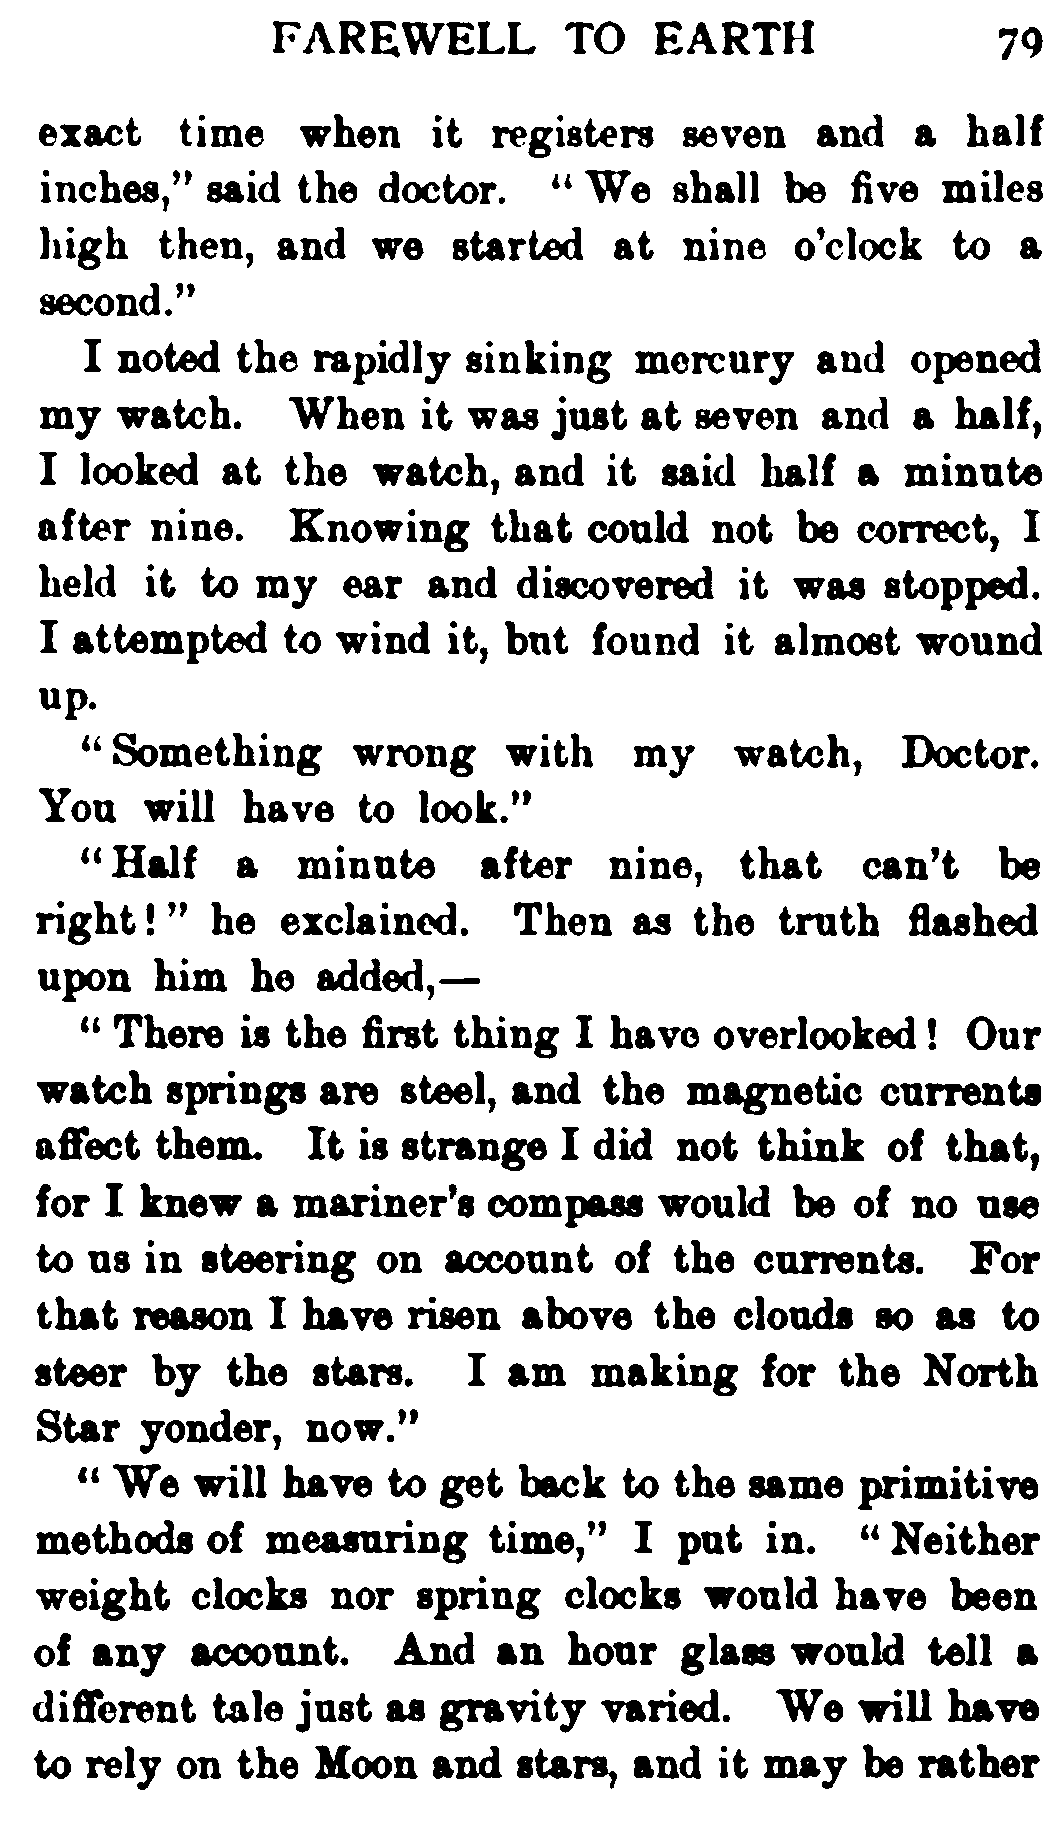 FAREWELL TO EARTH 79
exact time when it registers seven and a half
inches," said the doctor. "We shall be five miles
high then, and we started at nine o'clock to a
second."
I noted the rapidly sinking mercury and opened
my watch. When it was just at seven and a half,
I looked at the watch, and it said half a minute
after nine. Knowing that could not be correct, I
held it to my ear and discovered it was stopped.
I attempted to wind it, but found it almost wound
up.
"Something wrong with my watch, Doctor.
You will have to look."
"Half a minute after nine, that can't be
right!" he exclaimed. Then as the truth flashed
upon him he added,—
"There is the first thing I have overlooked! Our
watch springs are steel, and the magnetic currents
affect them. It is strange I did not think of that,
for I knew a mariner's compass would be of no use
to us in steering on account of the currents. For
that reason I have risen above the clouds so as to
steer by the stars. I am making for the North
Star yonder, now."
"We will have to get back to the same primitive
methods of measuring time," I put in. "Neither
weight clocks nor spring clocks would have been
of any account. And an hour glass would tell a
different tale just as gravity varied. We will have
to rely on the Moon and stars, and it may be rather